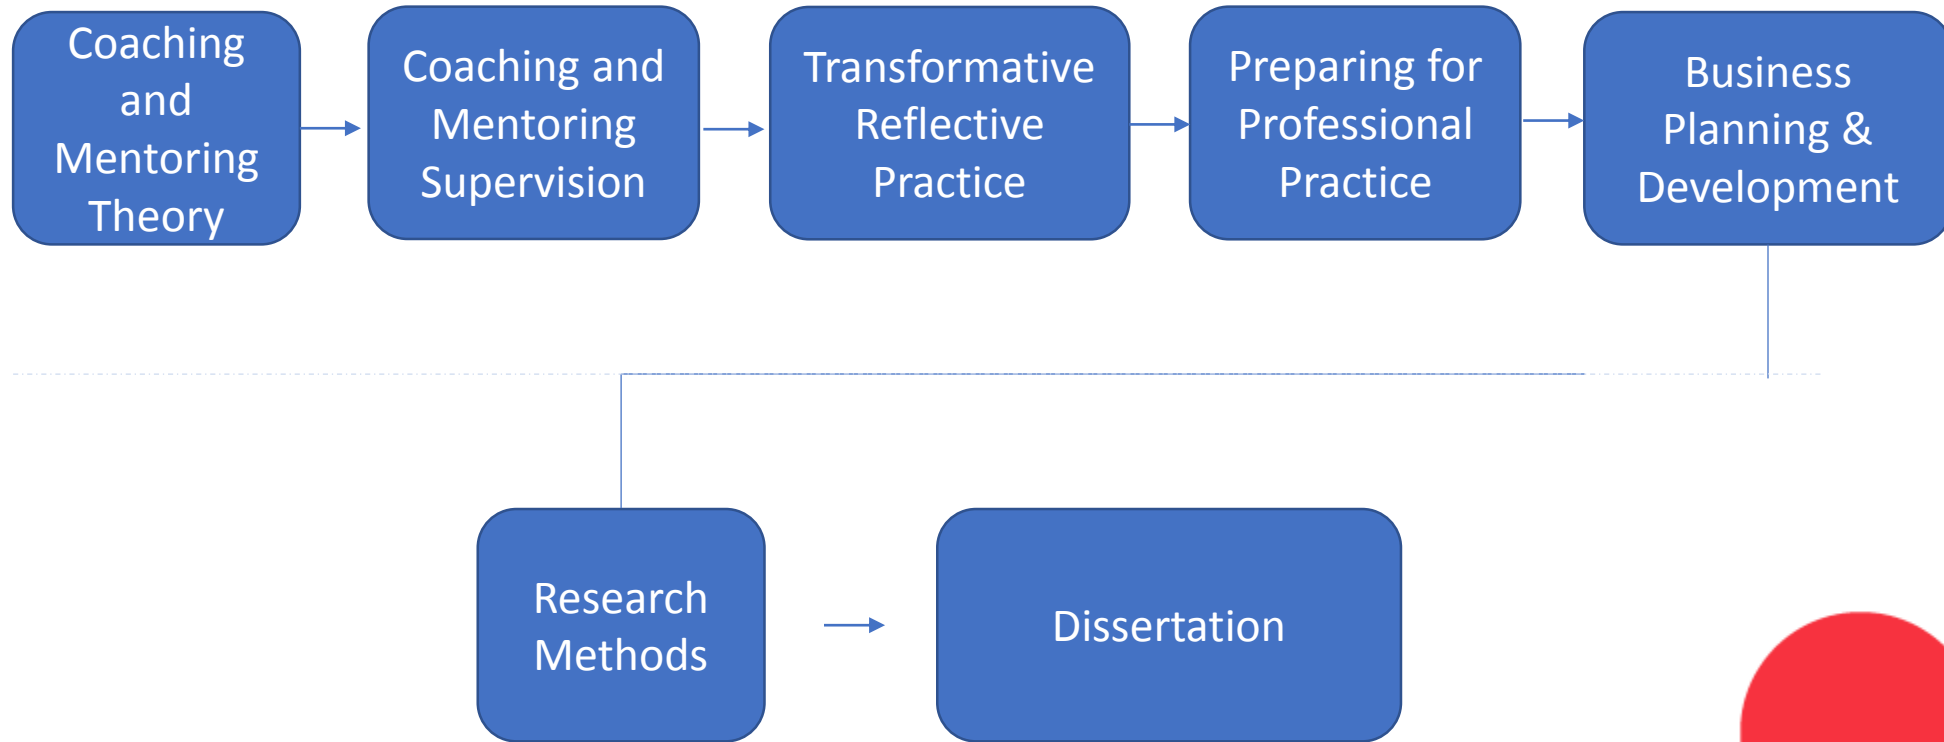 Coaching
and
Mentoring
Theory
Coaching and
Mentoring
Supervision
Transformative
Reflective
Practice
Preparing for
Professional
Practice
Business
Planning &
Development
Research
Methods
Dissertation